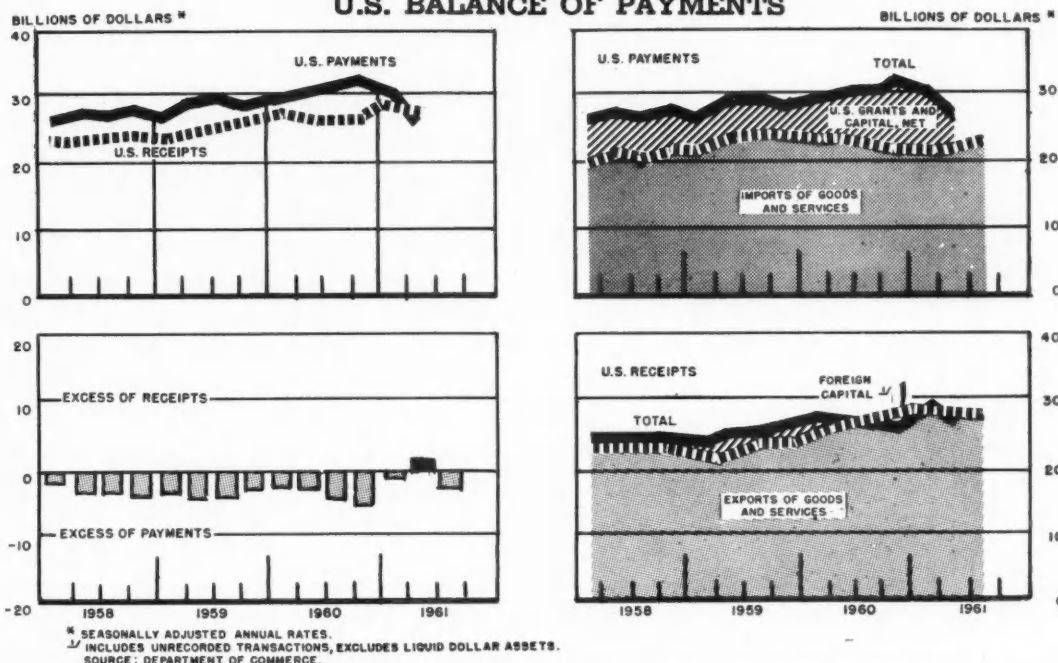 U.S. BALANCE OF PAYMENTS
BILLIONS OF DOLLARS *
BILLIONS OF DOLLARS *
40
30
20
10
0
U.S. PAYMENTS
U.S. RECEIPTS
U.S. PAYMENTS
TOTAL
U.S. GRANTS AND
CAPITAL, NET
IMPORTS OF GOODS
AND SERVICES
30
20
10
0
20
10
0
-10
-20
EXCESS OF RECEIPTS
EXCESS OF PAYMENTS
1958
1959
1960
1961
U.S. RECEIPTS
FOREIGN
CAPITAL 1/
TOTAL
EXPORTS OF GOODS
AND SERVICES
40
30
20
10
0
1958
1959
1960
1961
* SEASONALLY ADJUSTED ANNUAL RATES.
1/ INCLUDES UNRECORDED TRANSACTIONS, EXCLUDES LIQUID DOLLAR ASSETS.
SOURCE: DEPARTMENT OF COMMERCE.